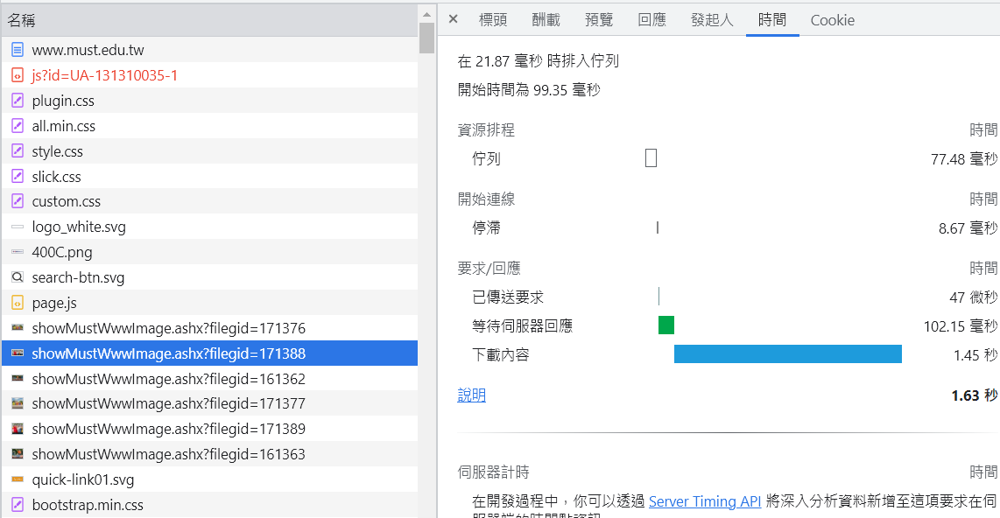 名稱
www.must.edu.tw
js?id=UA-131310035-1
plugin.css
all.min.css
style.css
slick.css
custom.css
logo_white.svg
400C.png
search-btn.svg
page.js
showMustWwwImage.ashx?filegid=171376
showMustWwwImage.ashx?filegid=171388
showMustWwwImage.ashx?filegid=161362
showMustWwwImage.ashx?filegid=171377
showMustWwwImage.ashx?filegid=171389
showMustWwwImage.ashx?filegid=161363
quick-link01.svg
bootstrap.min.css
× 標頭 酬載 預覽 回應 發起人 時間 Cookie
在 21.87 毫秒 時排入佇列
開始時間為 99.35 毫秒
資源排程 時間
佇列 77.48 毫秒
開始連線 時間
停滯 8.67 毫秒
要求/回應 時間
已傳送要求 47 微秒
等待伺服器回應 102.15 毫秒
下載內容 1.45 秒
說明 1.63 秒
伺服器計時 時間
在開發過程中，你可以透過 Server Timing API 將深入分析資料新增至這項要求在伺
服器端的時間點資訊